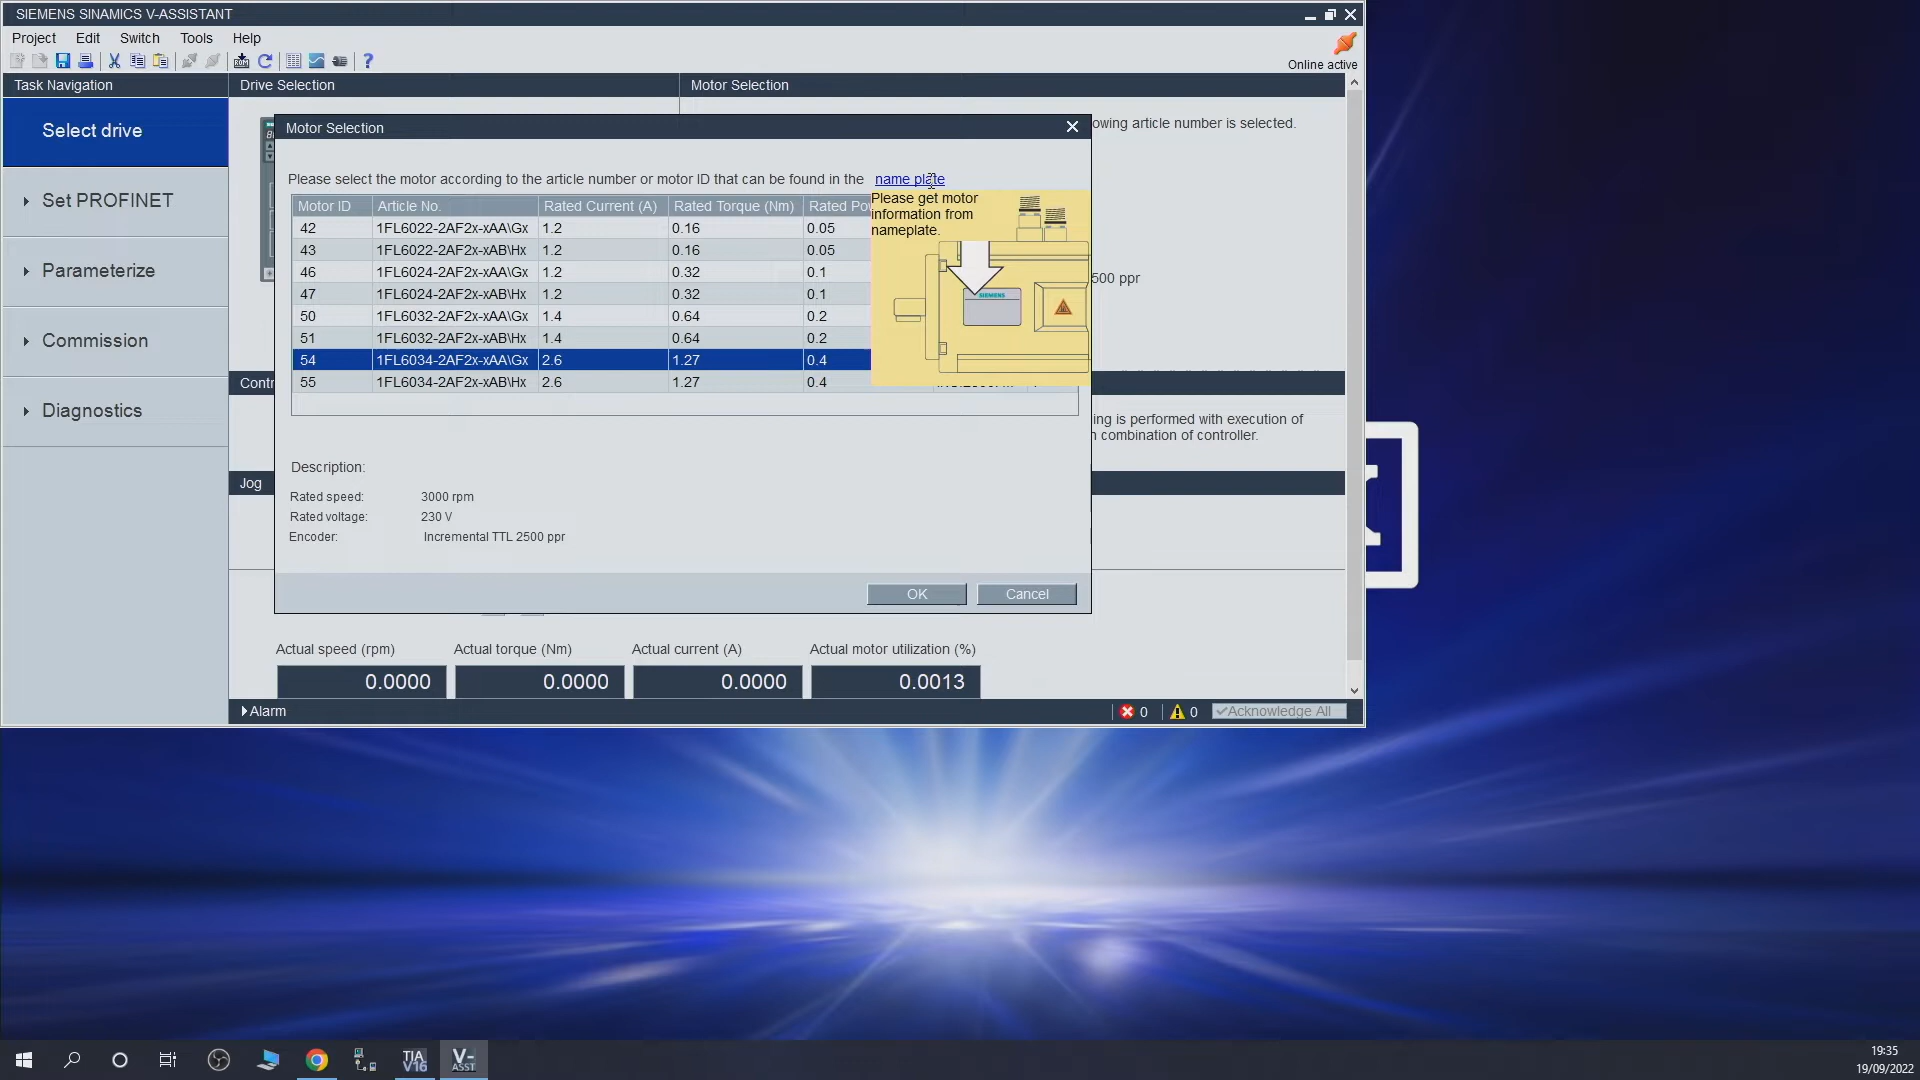 SIEMENS SINAMICS V-ASSISTANT
Project Edit Switch Tools Help
Online active
Task Navigation
Drive Selection
Motor Selection
Select drive
Set PROFINET
Parameterize
Commission
Diagnostics
owing article number is selected.
500 ppr
Motor Selection
Please select the motor according to the article number or motor ID that can be found in the name plate
Motor ID Article No. Rated Current (A) Rated Torque (Nm) Rated Po
42 1FL6022-2AF2x-xAA\Gx 1.2 0.16 0.05
43 1FL6022-2AF2x-xAB\Hx 1.2 0.16 0.05
46 1FL6024-2AF2x-xAA\Gx 1.2 0.32 0.1
47 1FL6024-2AF2x-xAB\Hx 1.2 0.32 0.1
50 1FL6032-2AF2x-xAA\Gx 1.4 0.64 0.2
51 1FL6032-2AF2x-xAB\Hx 1.4 0.64 0.2
54 1FL6034-2AF2x-xAA\Gx 2.6 1.27 0.4
55 1FL6034-2AF2x-xAB\Hx 2.6 1.27 0.4
Please get motor
information from
nameplate.
SIEMENS
Description:
Rated speed: 3000 rpm
Rated voltage: 230 V
Encoder: Incremental TTL 2500 ppr
OK Cancel
Contr
ing is performed with execution of
combination of controller.
Jog
Actual speed (rpm) Actual torque (Nm) Actual current (A) Actual motor utilization (%)
0.0000 0.0000 0.0000 0.0013
Alarm
0 0 Acknowledge All
TIA
V16
V-
ASST
19:35
19/09/2022